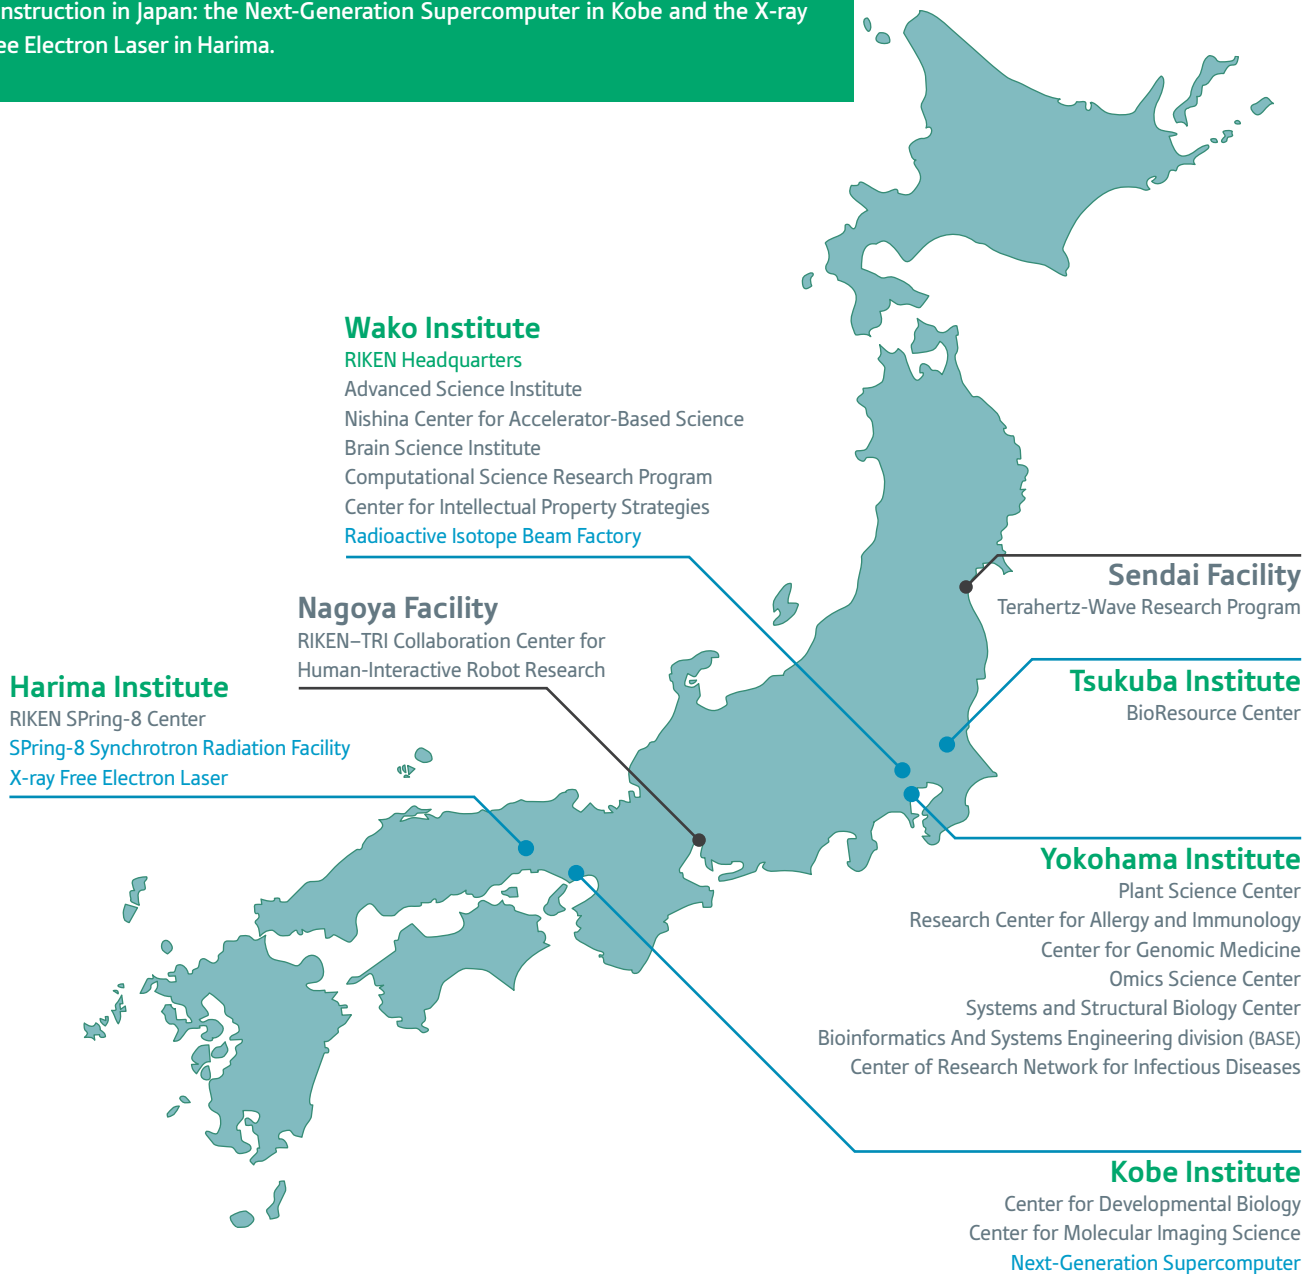 nstruction in Japan: the Next-Generation Supercomputer in Kobe and the X-ray
ee Electron Laser in Harima.
Wako Institute
RIKEN Headquarters
Advanced Science Institute
Nishina Center for Accelerator-Based Science
Brain Science Institute
Computational Science Research Program
Center for Intellectual Property Strategies
Radioactive Isotope Beam Factory
Sendai Facility
Terahertz-Wave Research Program
Nagoya Facility
RIKEN–TRI Collaboration Center for
Human-Interactive Robot Research
Harima Institute
RIKEN SPring-8 Center
SPring-8 Synchrotron Radiation Facility
X-ray Free Electron Laser
Tsukuba Institute
BioResource Center
Yokohama Institute
Plant Science Center
Research Center for Allergy and Immunology
Center for Genomic Medicine
Omics Science Center
Systems and Structural Biology Center
Bioinformatics And Systems Engineering division (BASE)
Center of Research Network for Infectious Diseases
Kobe Institute
Center for Developmental Biology
Center for Molecular Imaging Science
Next-Generation Supercomputer